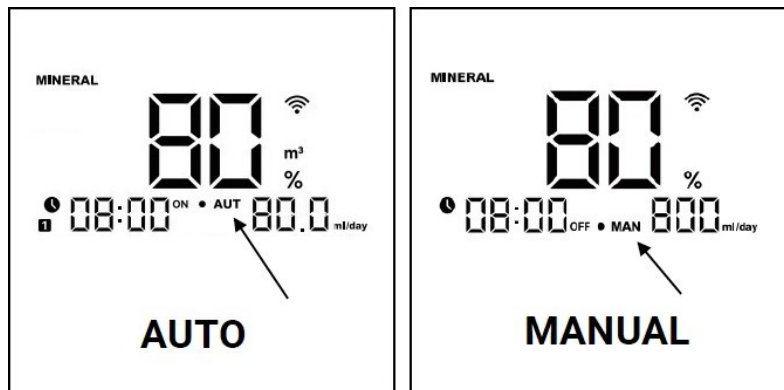 MINERAL
80
m³
%
08:00 ON • AUT 80.0 ml/day
1
AUTO
MINERAL
80
%
08:00 OFF • MAN 800 ml/day
MANUAL